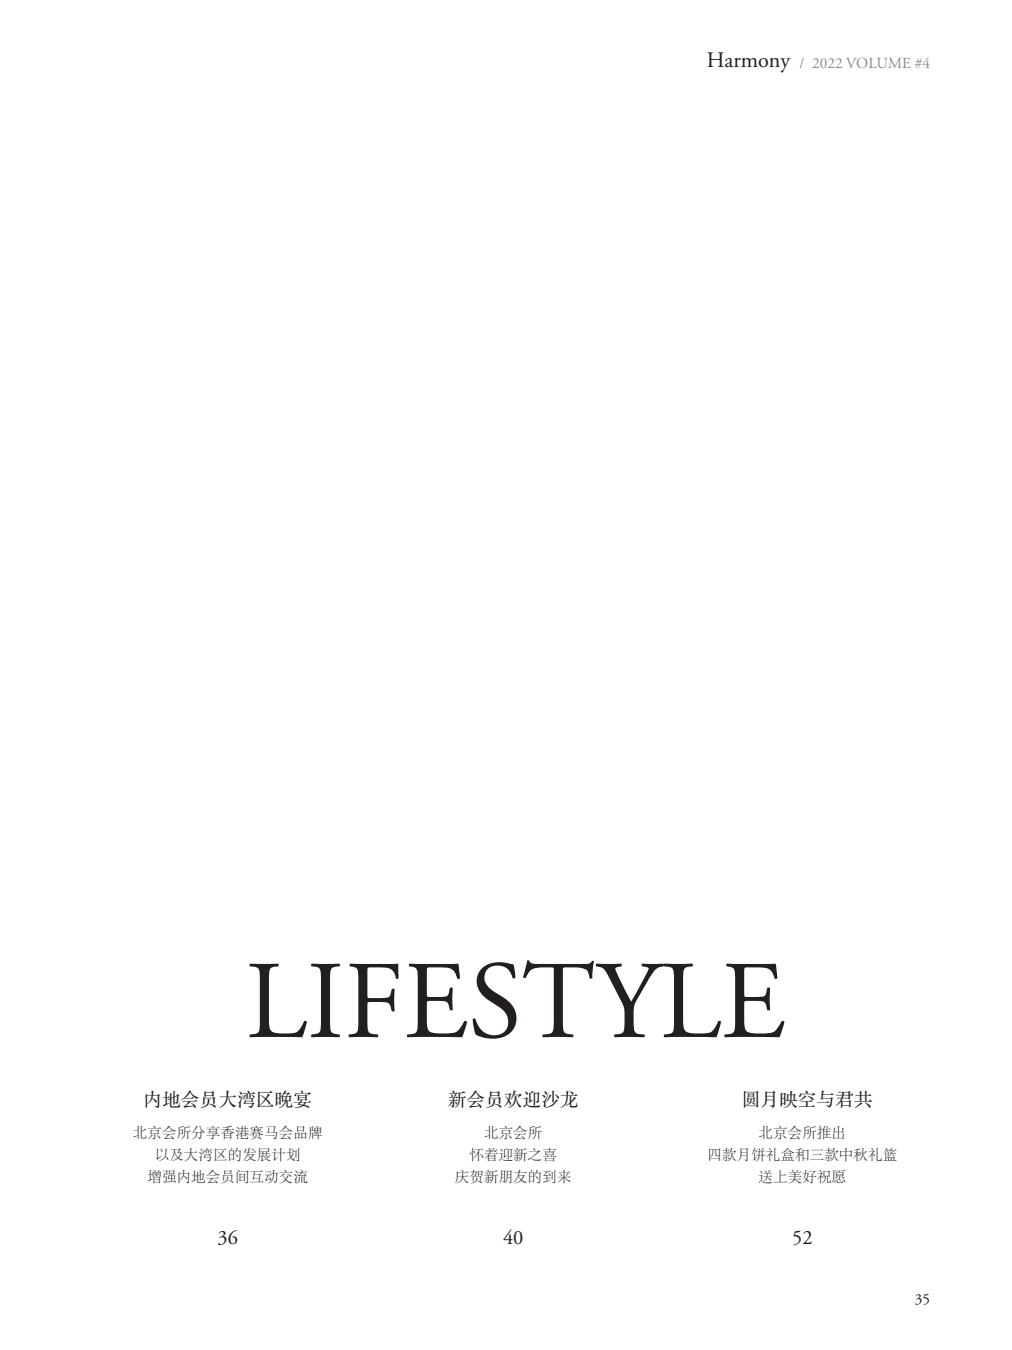 Harmony / 2022 VOLUME #4
LIFESTYLE
内地会员大湾区晚宴
北京会所分享香港赛马会品牌
以及大湾区的发展计划
增强内地会员间互动交流
36
新会员欢迎沙龙
北京会所
怀着迎新之喜
庆贺新朋友的到来
40
圆月映空与君共
北京会所推出
四款月饼礼盒和三款中秋礼篮
送上美好祝愿
52
35